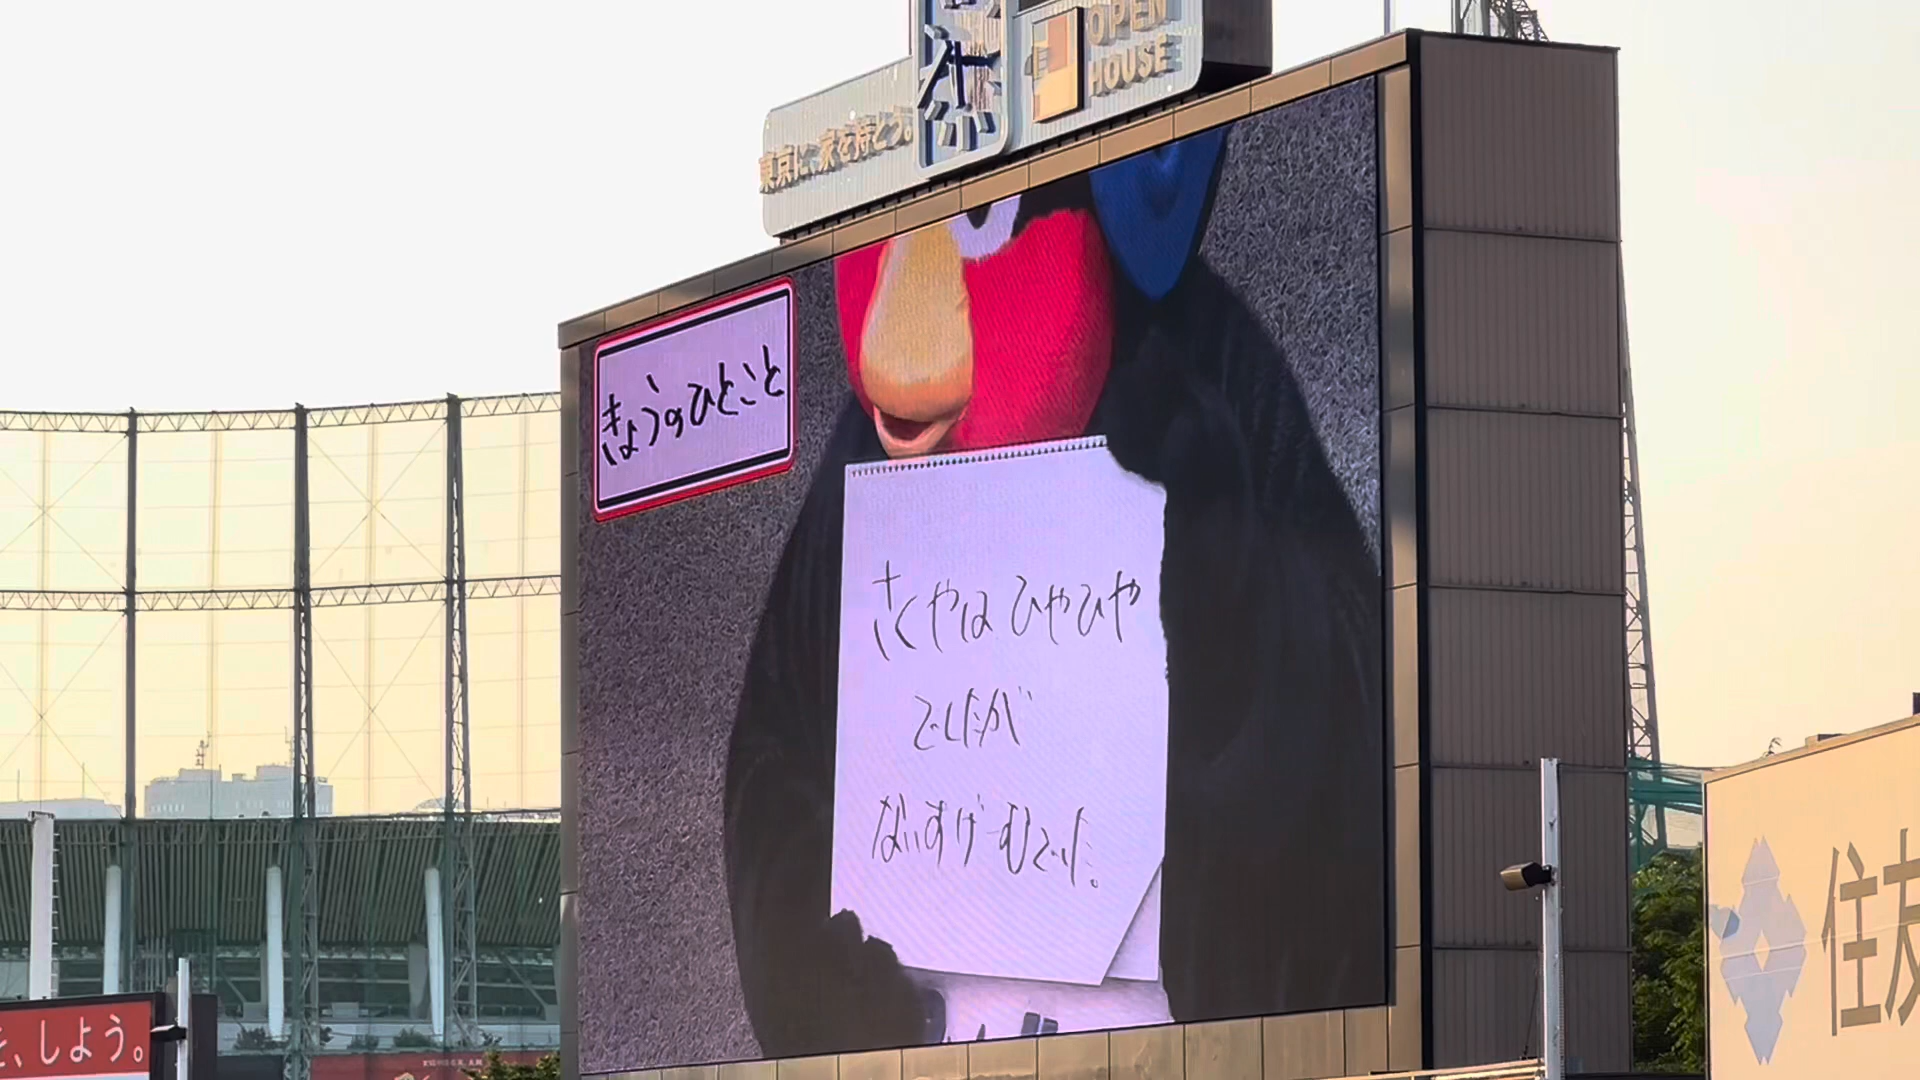 OPEN
HOUSE
東京に、家を持とう。
きょうのひとこと
さくやは ひやひや
でしたが
ないすげーむでした。
しよう。
住友